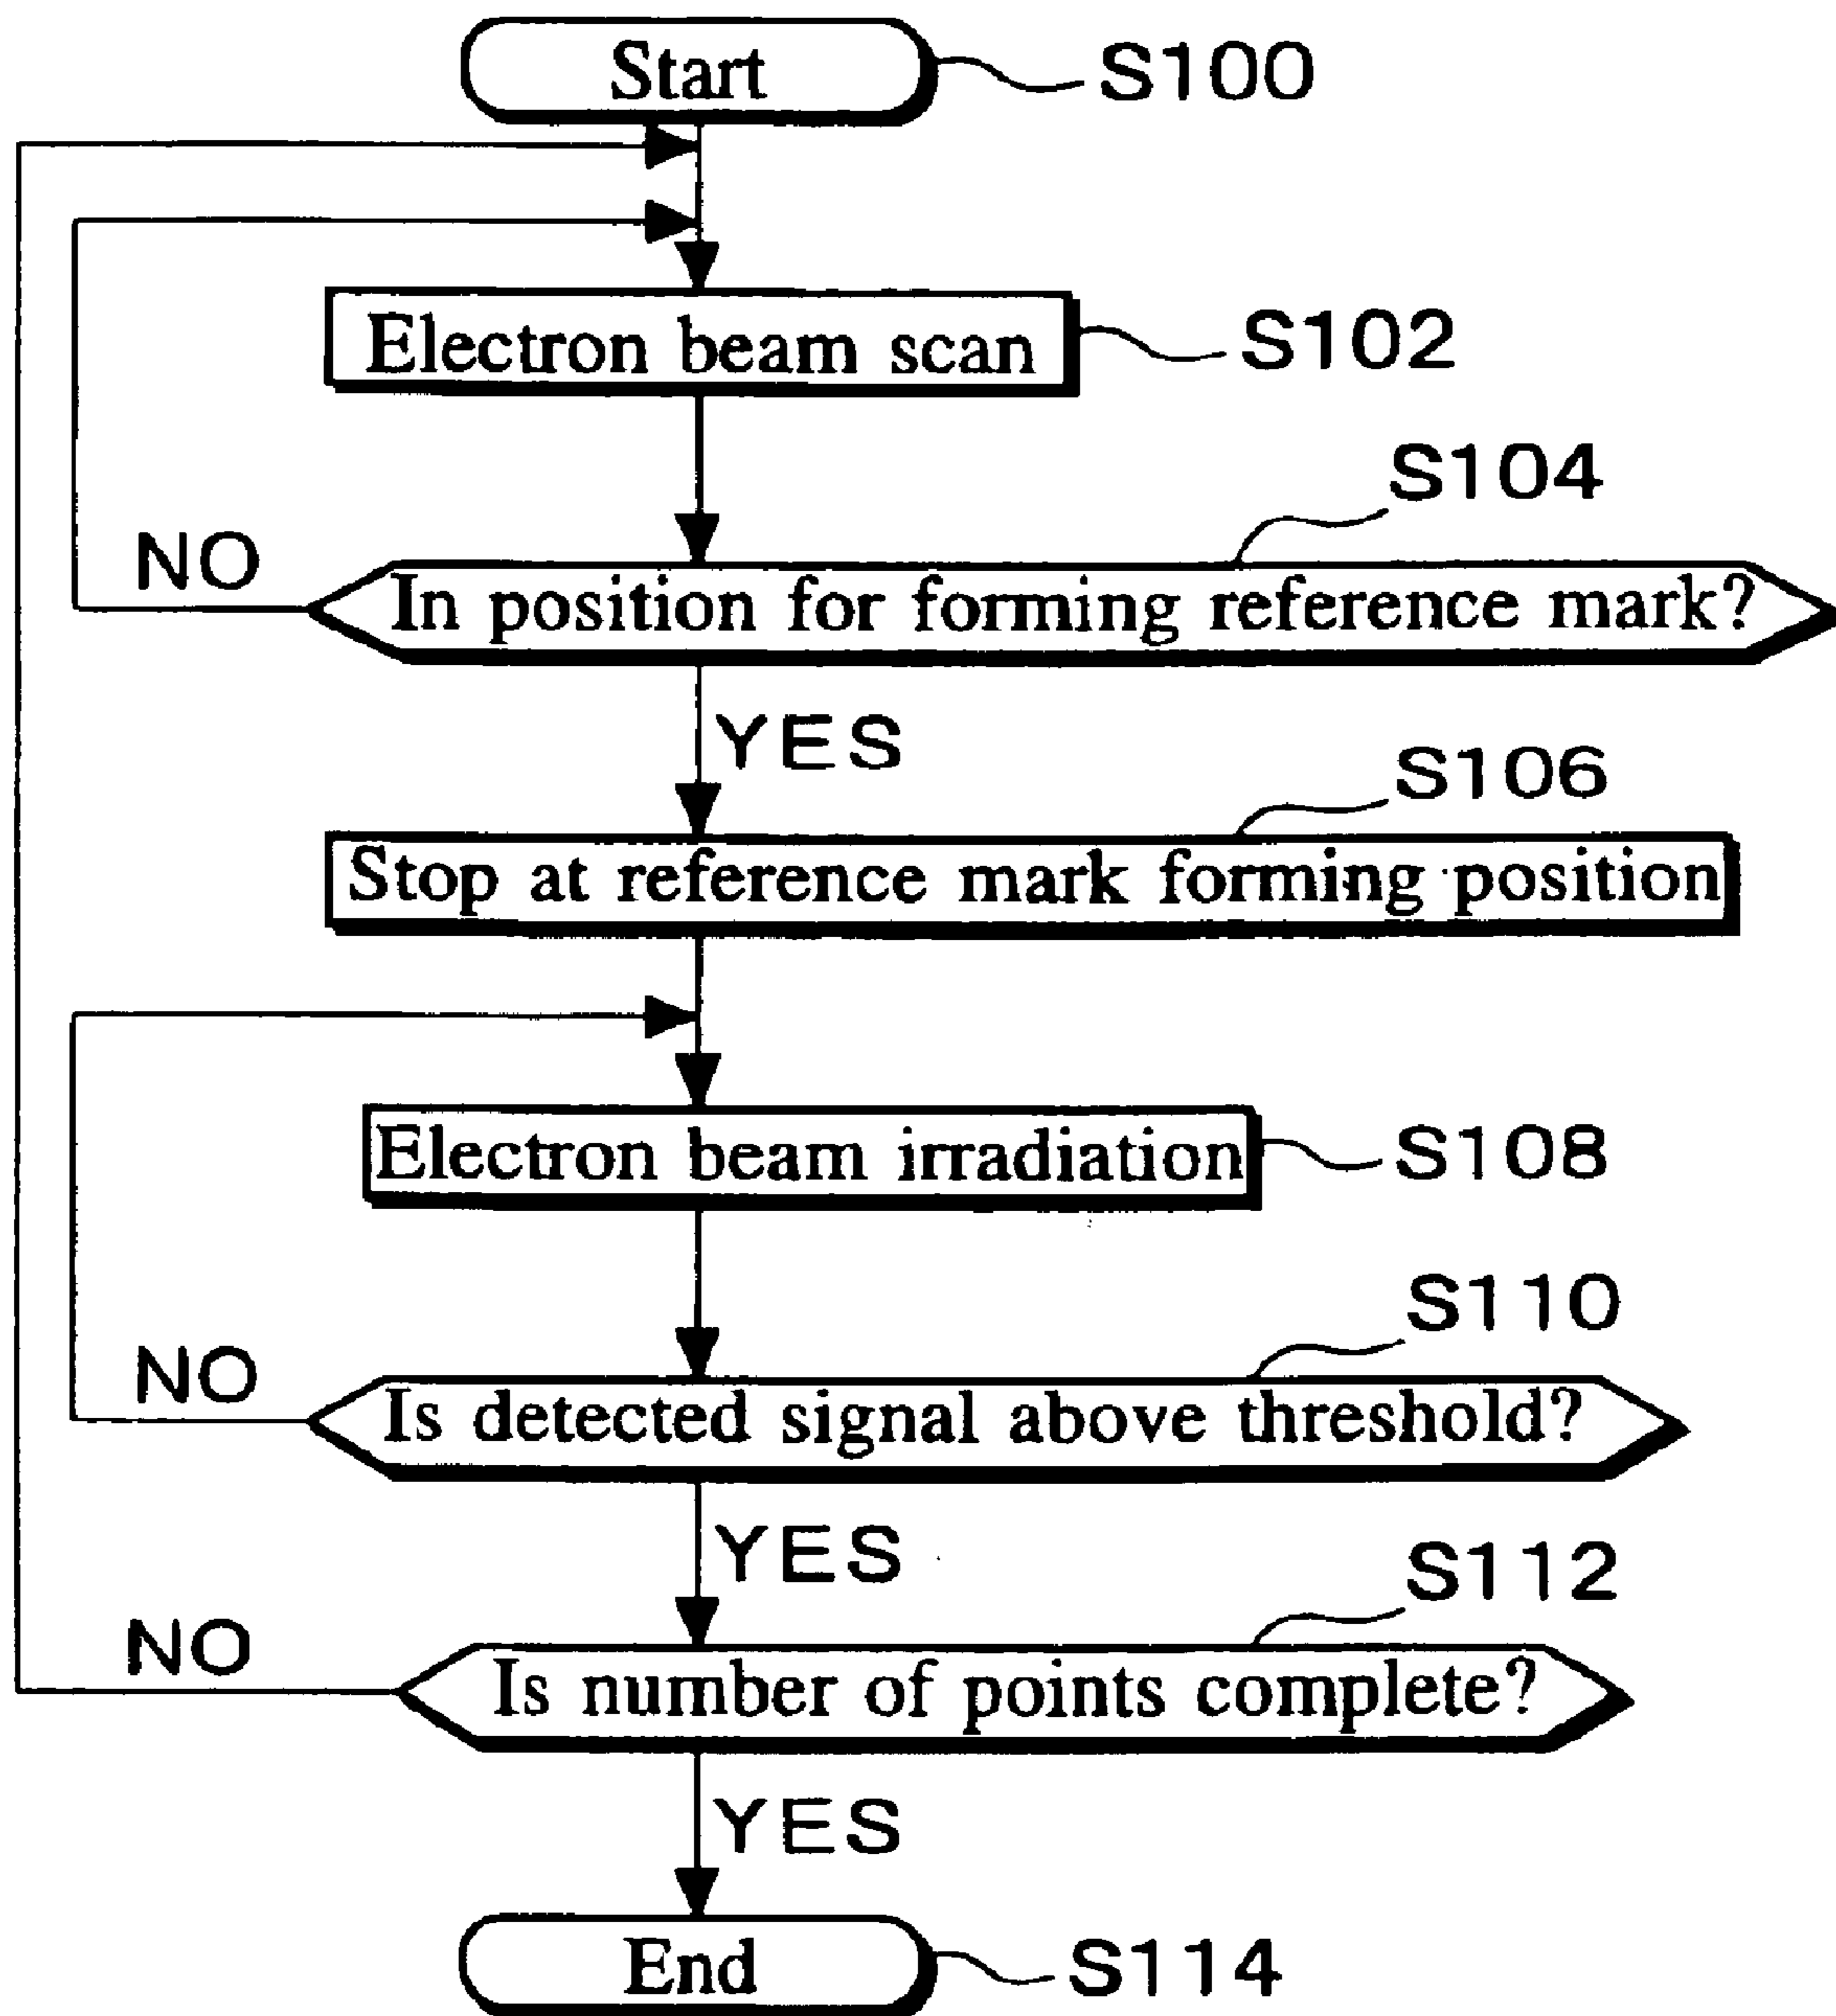 Start
S100
Electron beam scan
S102
S104
NO
In position for forming reference mark?
YES
S106
Stop at reference mark forming position
Electron beam irradiation
S108
S110
NO
Is detected signal above threshold?
YES
S112
NO
Is number of points complete?
YES
End
S114